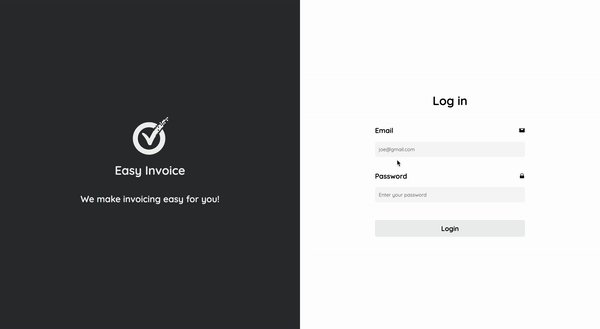 Easy Invoice
We make invoicing easy for you!
Log in
Email
joe@gmail.com
Password
Enter your password
Login